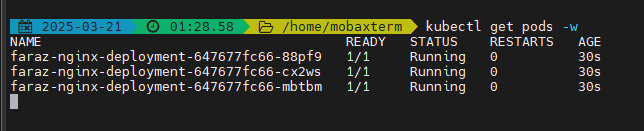 2025-03-21 01:28.58 /home/mobaxterm kubectl get pods -w
NAME READY STATUS RESTARTS AGE
faraz-nginx-deployment-647677fc66-88pf9 1/1 Running 0 30s
faraz-nginx-deployment-647677fc66-cx2ws 1/1 Running 0 30s
faraz-nginx-deployment-647677fc66-mbtbm 1/1 Running 0 30s